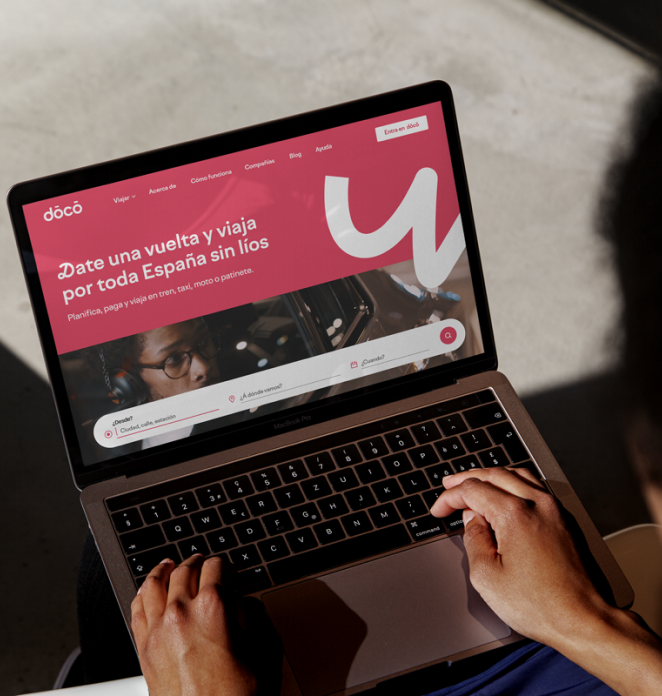 dōcō
Viajar
Acerca de
Cómo funciona
Compañías
Blog
Ayuda
Entra en dōcō
Date una vuelta y viaja
por toda España sin líos
Planifica, paga y viaja en tren, taxi, moto o patinete.
¿Desde?
Ciudad, calle, estación
¿A dónde vamos?
¿Cuándo?
MacBook Pro
Q W E R T Z U I O P
A S D F G H J K L
Y X C V B N M
command
option